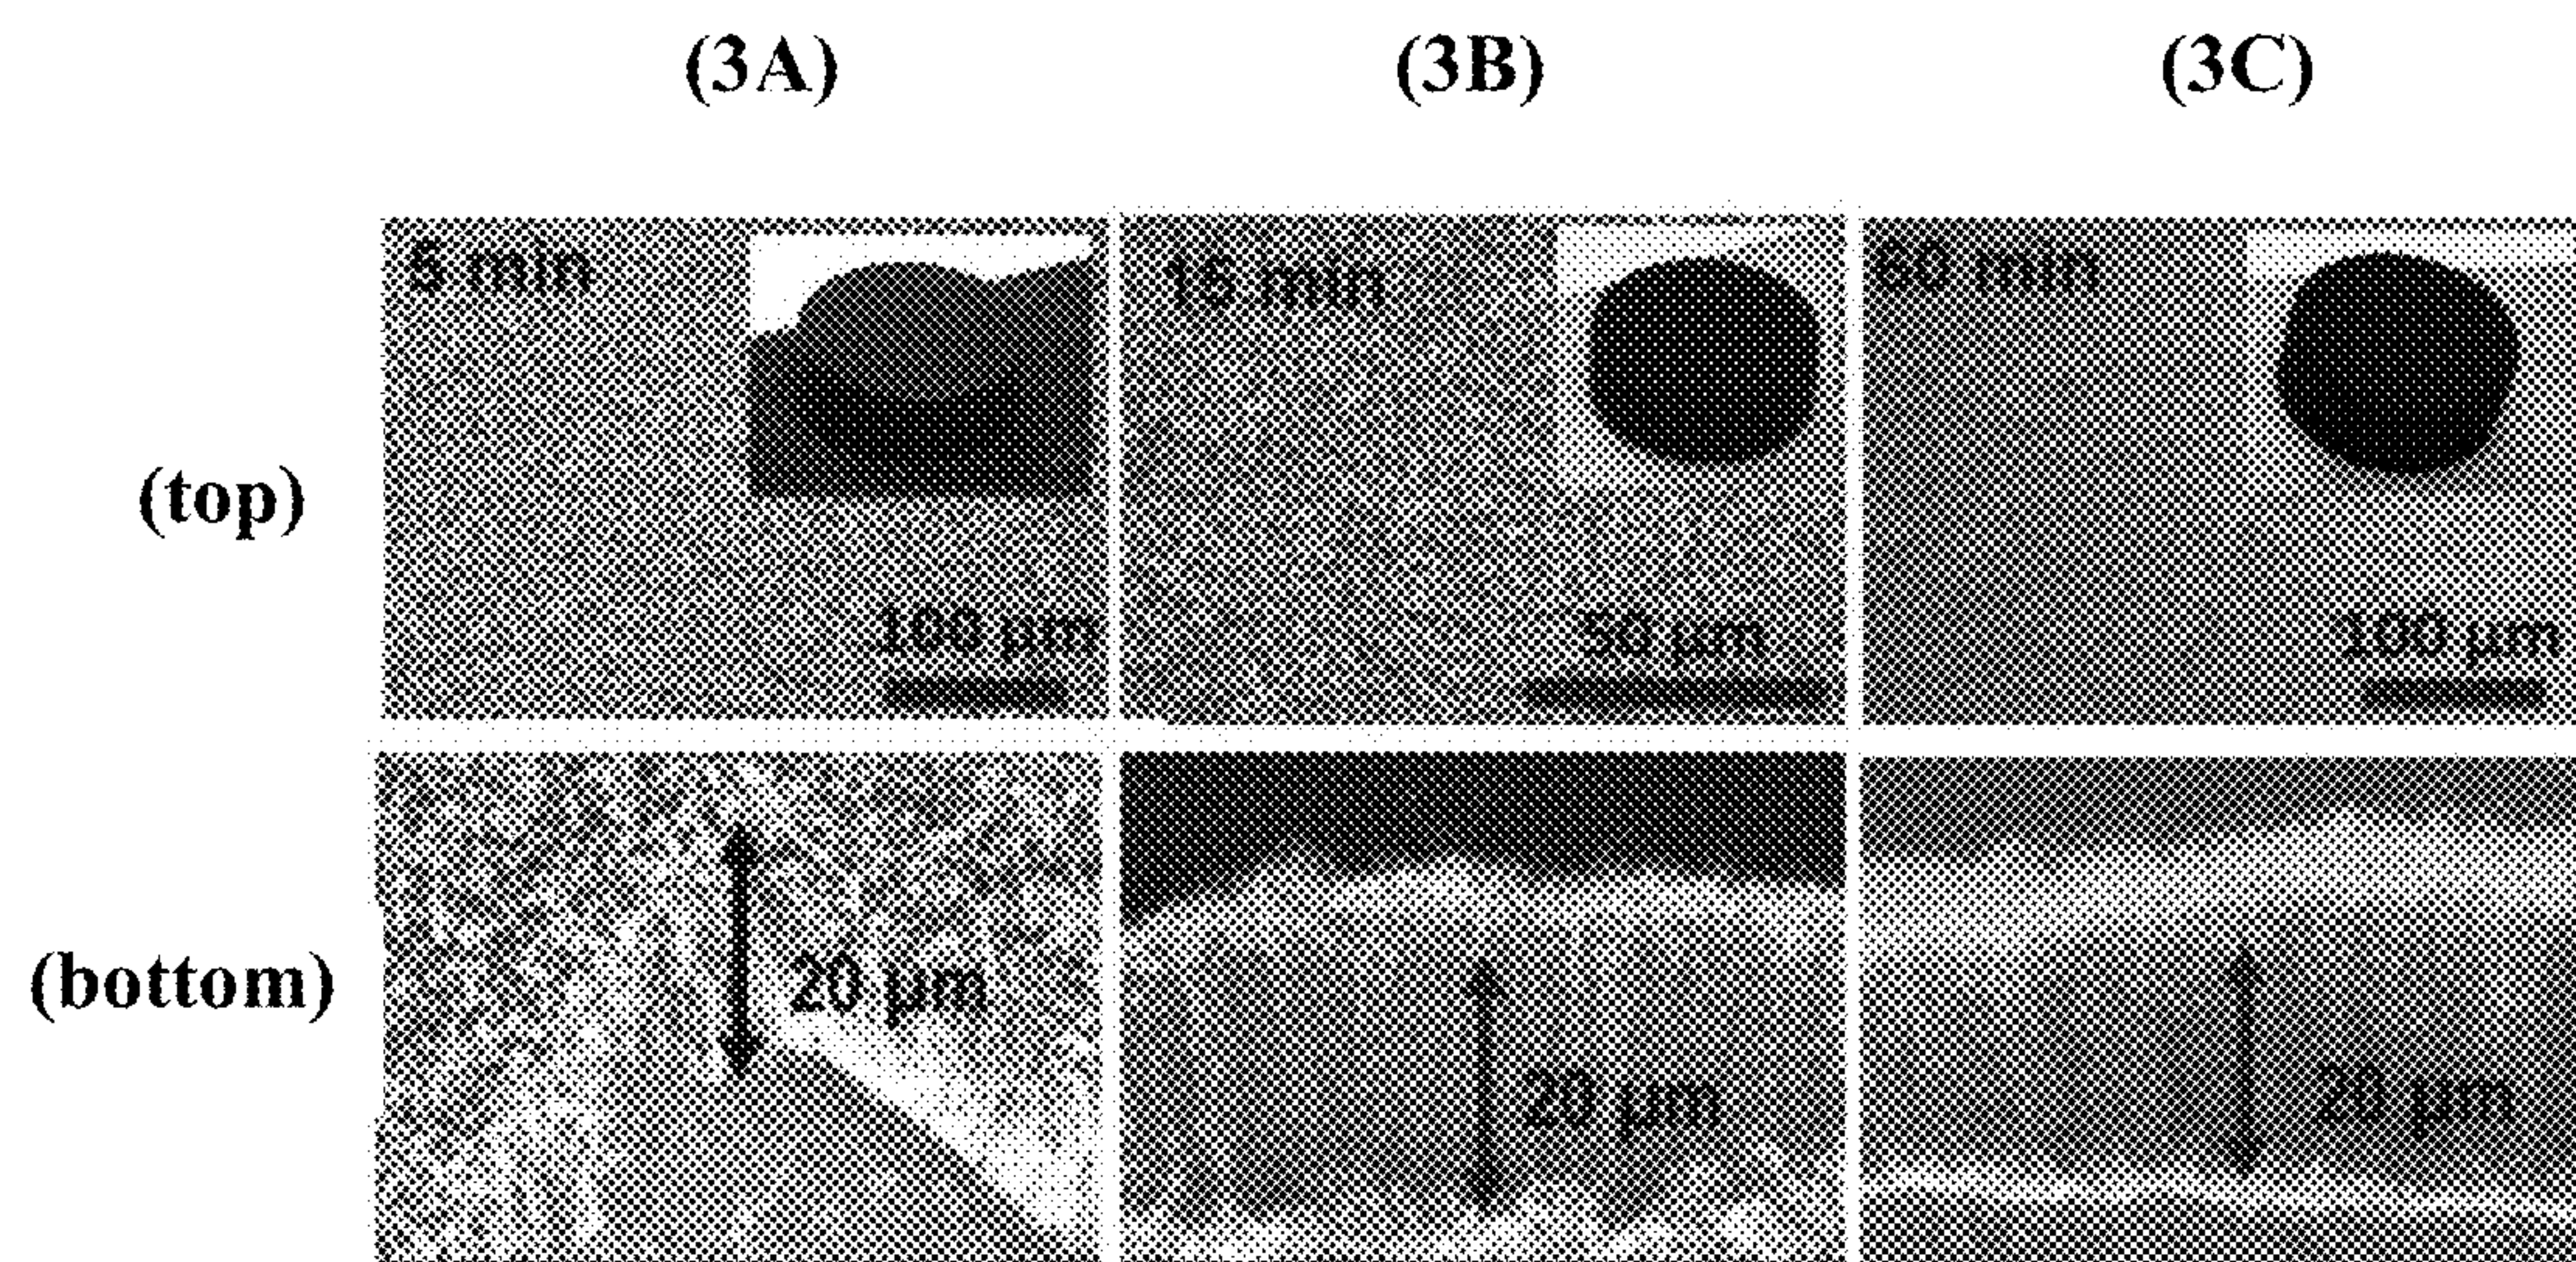 (3A) (3B) (3C)
(top)
5 min 15 min 60 min
100 µm 50 µm 100 µm
(bottom)
20 µm 20 µm 20 µm